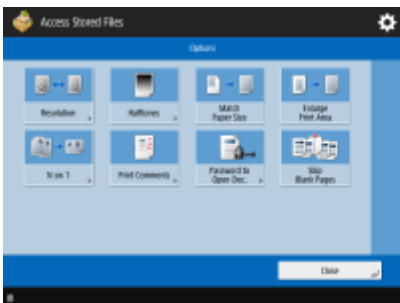 Access Stored Files
Options
Resolution
Halftones
Match
Paper Size
Enlarge
Print Area
N on 1
Print Comments
Password to
Open Doc.
Skip
Blank Pages
Close